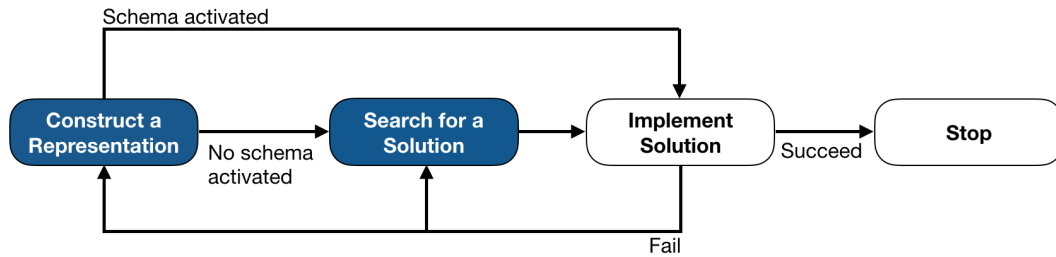 Schema activated
Construct a
Representation
No schema
activated
Search for a
Solution
Implement
Solution
Succeed
Stop
Fail